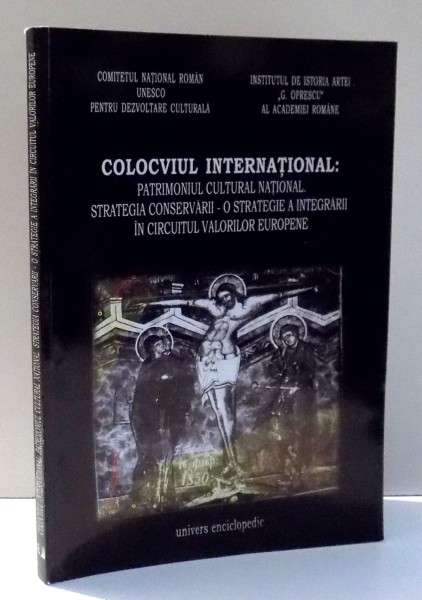 COMITETUL NAȚIONAL ROMÂN
UNESCO
PENTRU DEZVOLTARE CULTURALĂ
INSTITUTUL DE ISTORIA ARTEI
„G. OPRESCU"
AL ACADEMIEI ROMÂNE
COLOCVIUL INTERNAȚIONAL:
PATRIMONIUL CULTURAL NAȚIONAL.
STRATEGIA CONSERVĂRII - O STRATEGIE A INTEGRĂRII
ÎN CIRCUITUL VALORILOR EUROPENE
1850
univers enciclopedic
COLOCVIUL INTERNAȚIONAL: PATRIMONIUL CULTURAL NAȚIONAL. STRATEGIA CONSERVĂRII - O STRATEGIE A INTEGRĂRII ÎN CIRCUITUL VALORILOR EUROPENE